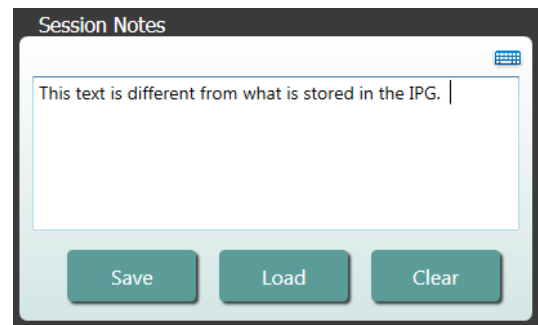 Session Notes
This text is different from what is stored in the IPG.
Save Load Clear